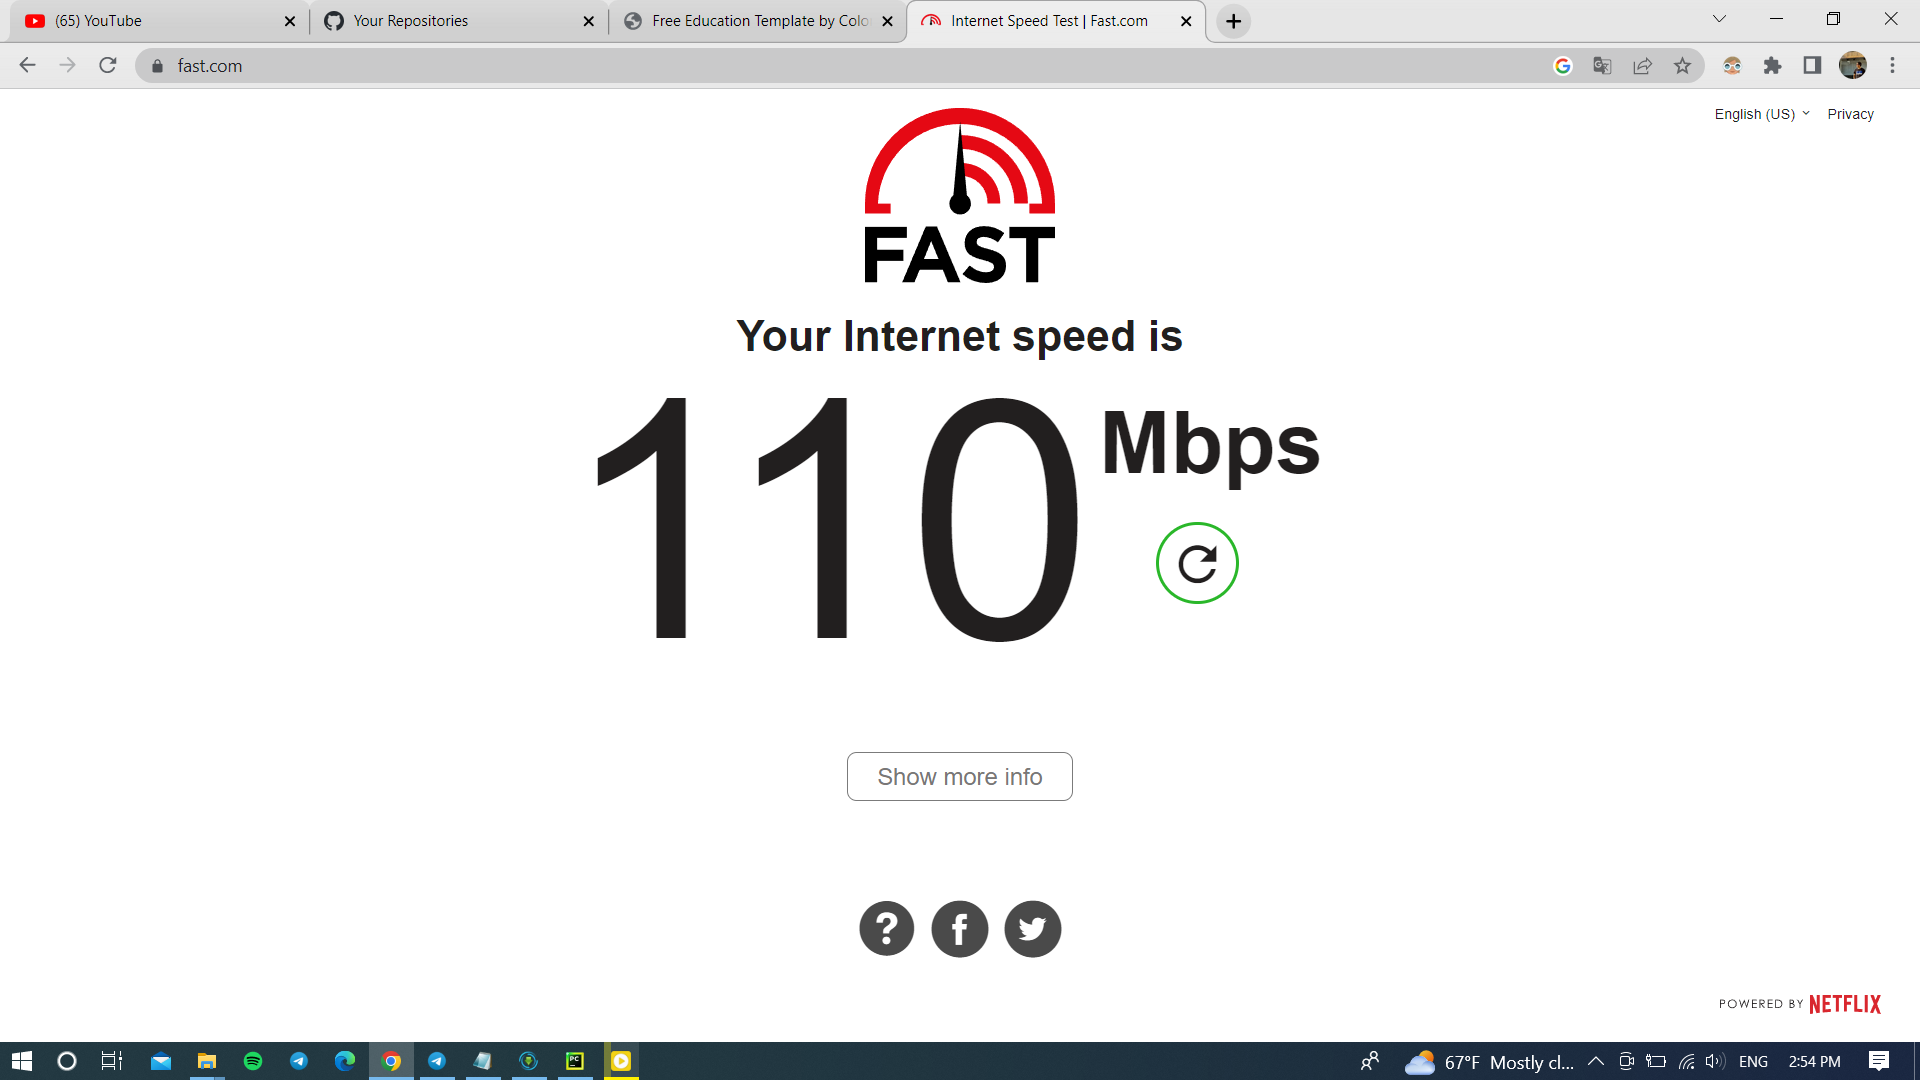 (65) YouTube
Your Repositories
Free Education Template by Colo
Internet Speed Test | Fast.com
fast.com
English (US)
Privacy
FAST
Your Internet speed is
110 Mbps
Show more info
POWERED BY NETFLIX
67°F Mostly cl...
ENG
2:54 PM